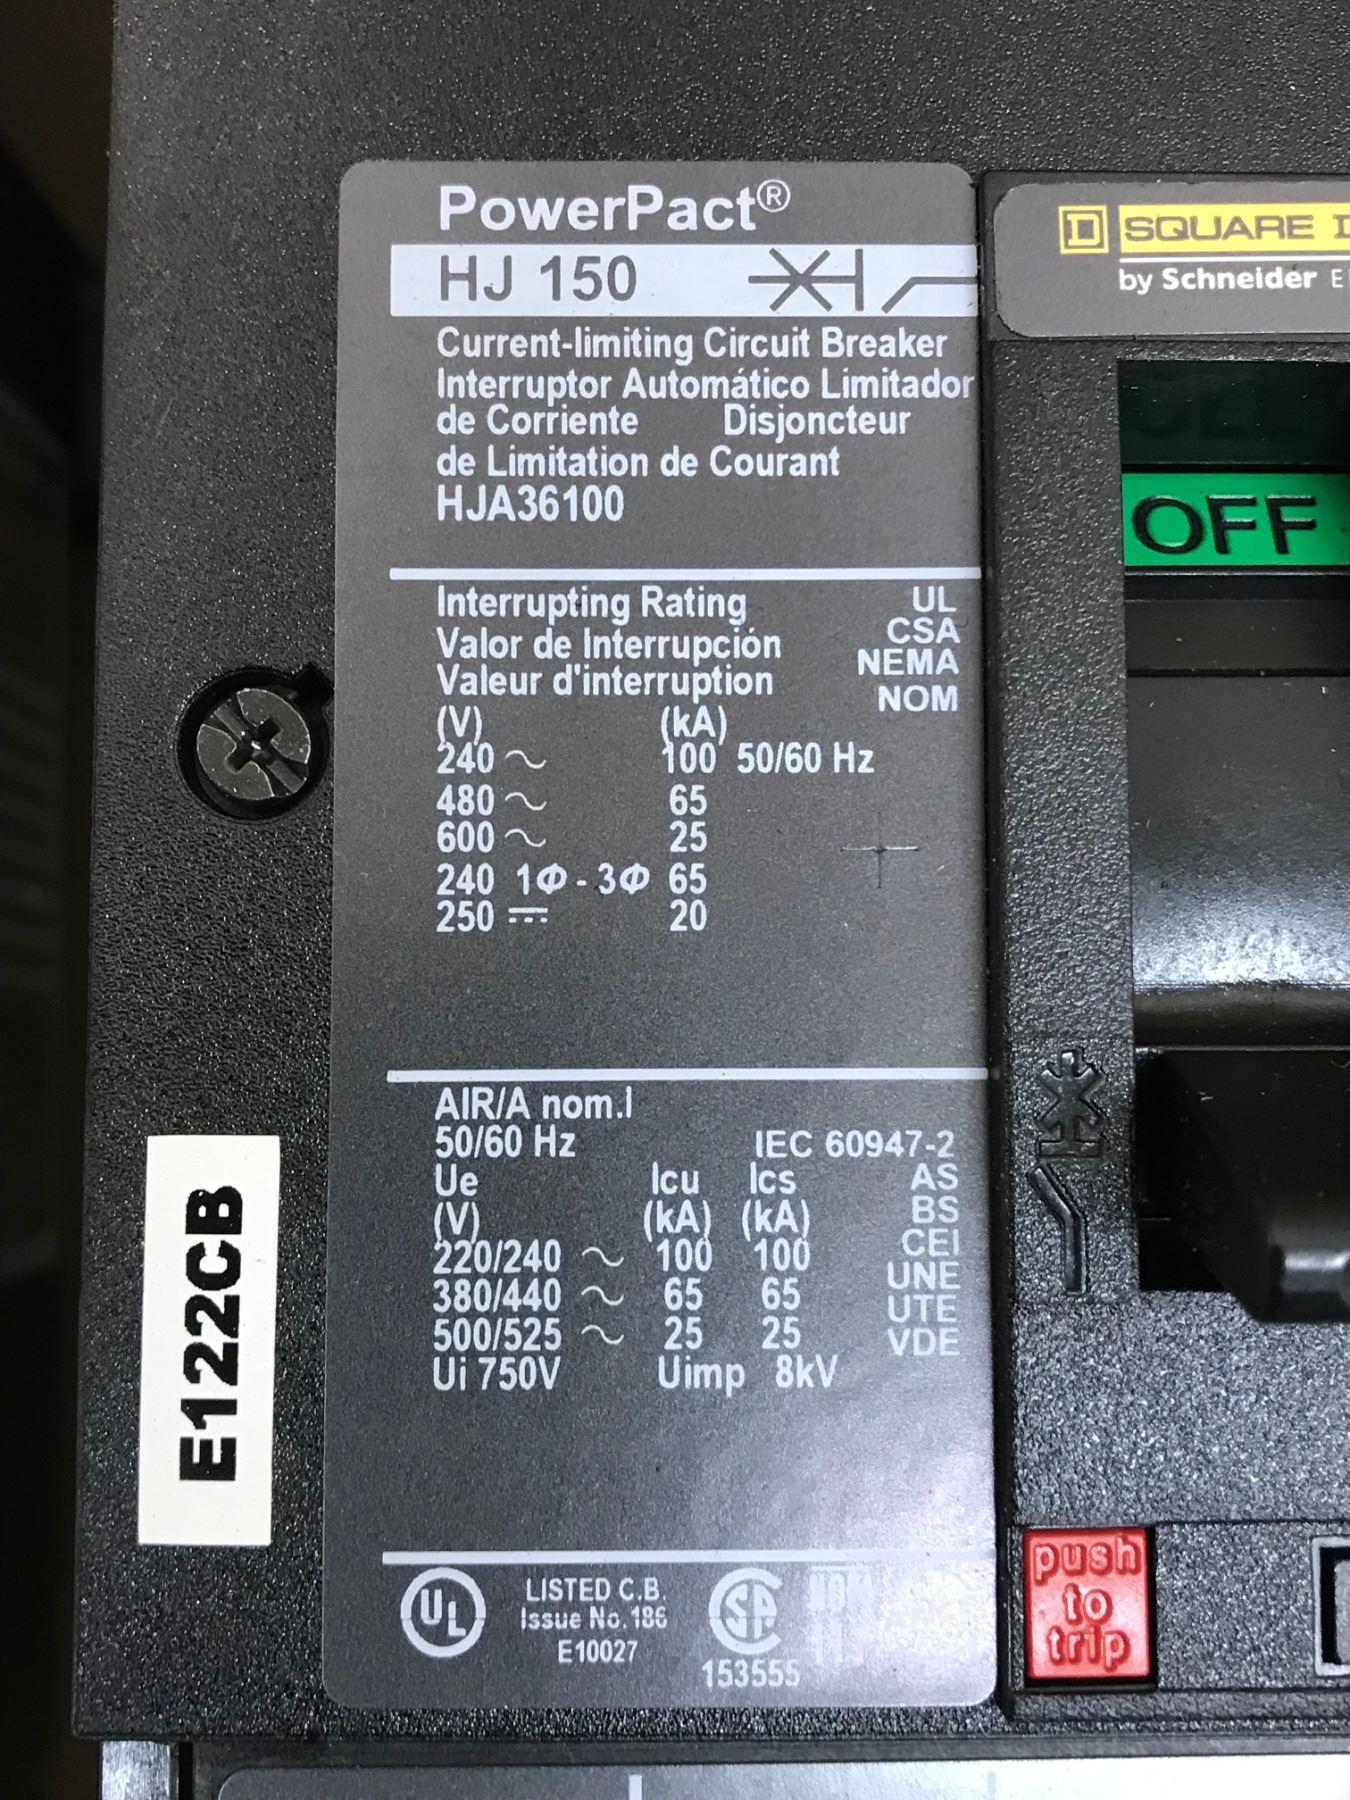 PowerPact®
HJ 150
Current-limiting Circuit Breaker
Interruptor Automático Limitador
de Corriente Disjoncteur
de Limitation de Courant
HJA36100
Interrupting Rating UL
Valor de Interrupción CSA
Valeur d'interruption NEMA
NOM
(V) (kA)
240 ~ 100 50/60 Hz
480 ~ 65
600 ~ 25
240 1Φ - 3Φ 65
250 ⎓ 20
AIR/A nom.I
50/60 Hz IEC 60947-2
Ue Icu Ics AS
(V) (kA) (kA) BS
220/240 ~ 100 100 CEI
380/440 ~ 65 65 UNE
500/525 ~ 25 25 UTE
Ui 750V Uimp 8kV VDE
UL LISTED C.B.
Issue No. 186
E10027
SA
153555
E122CB
D SQUARE
by Schneider
OFF
push
to
trip